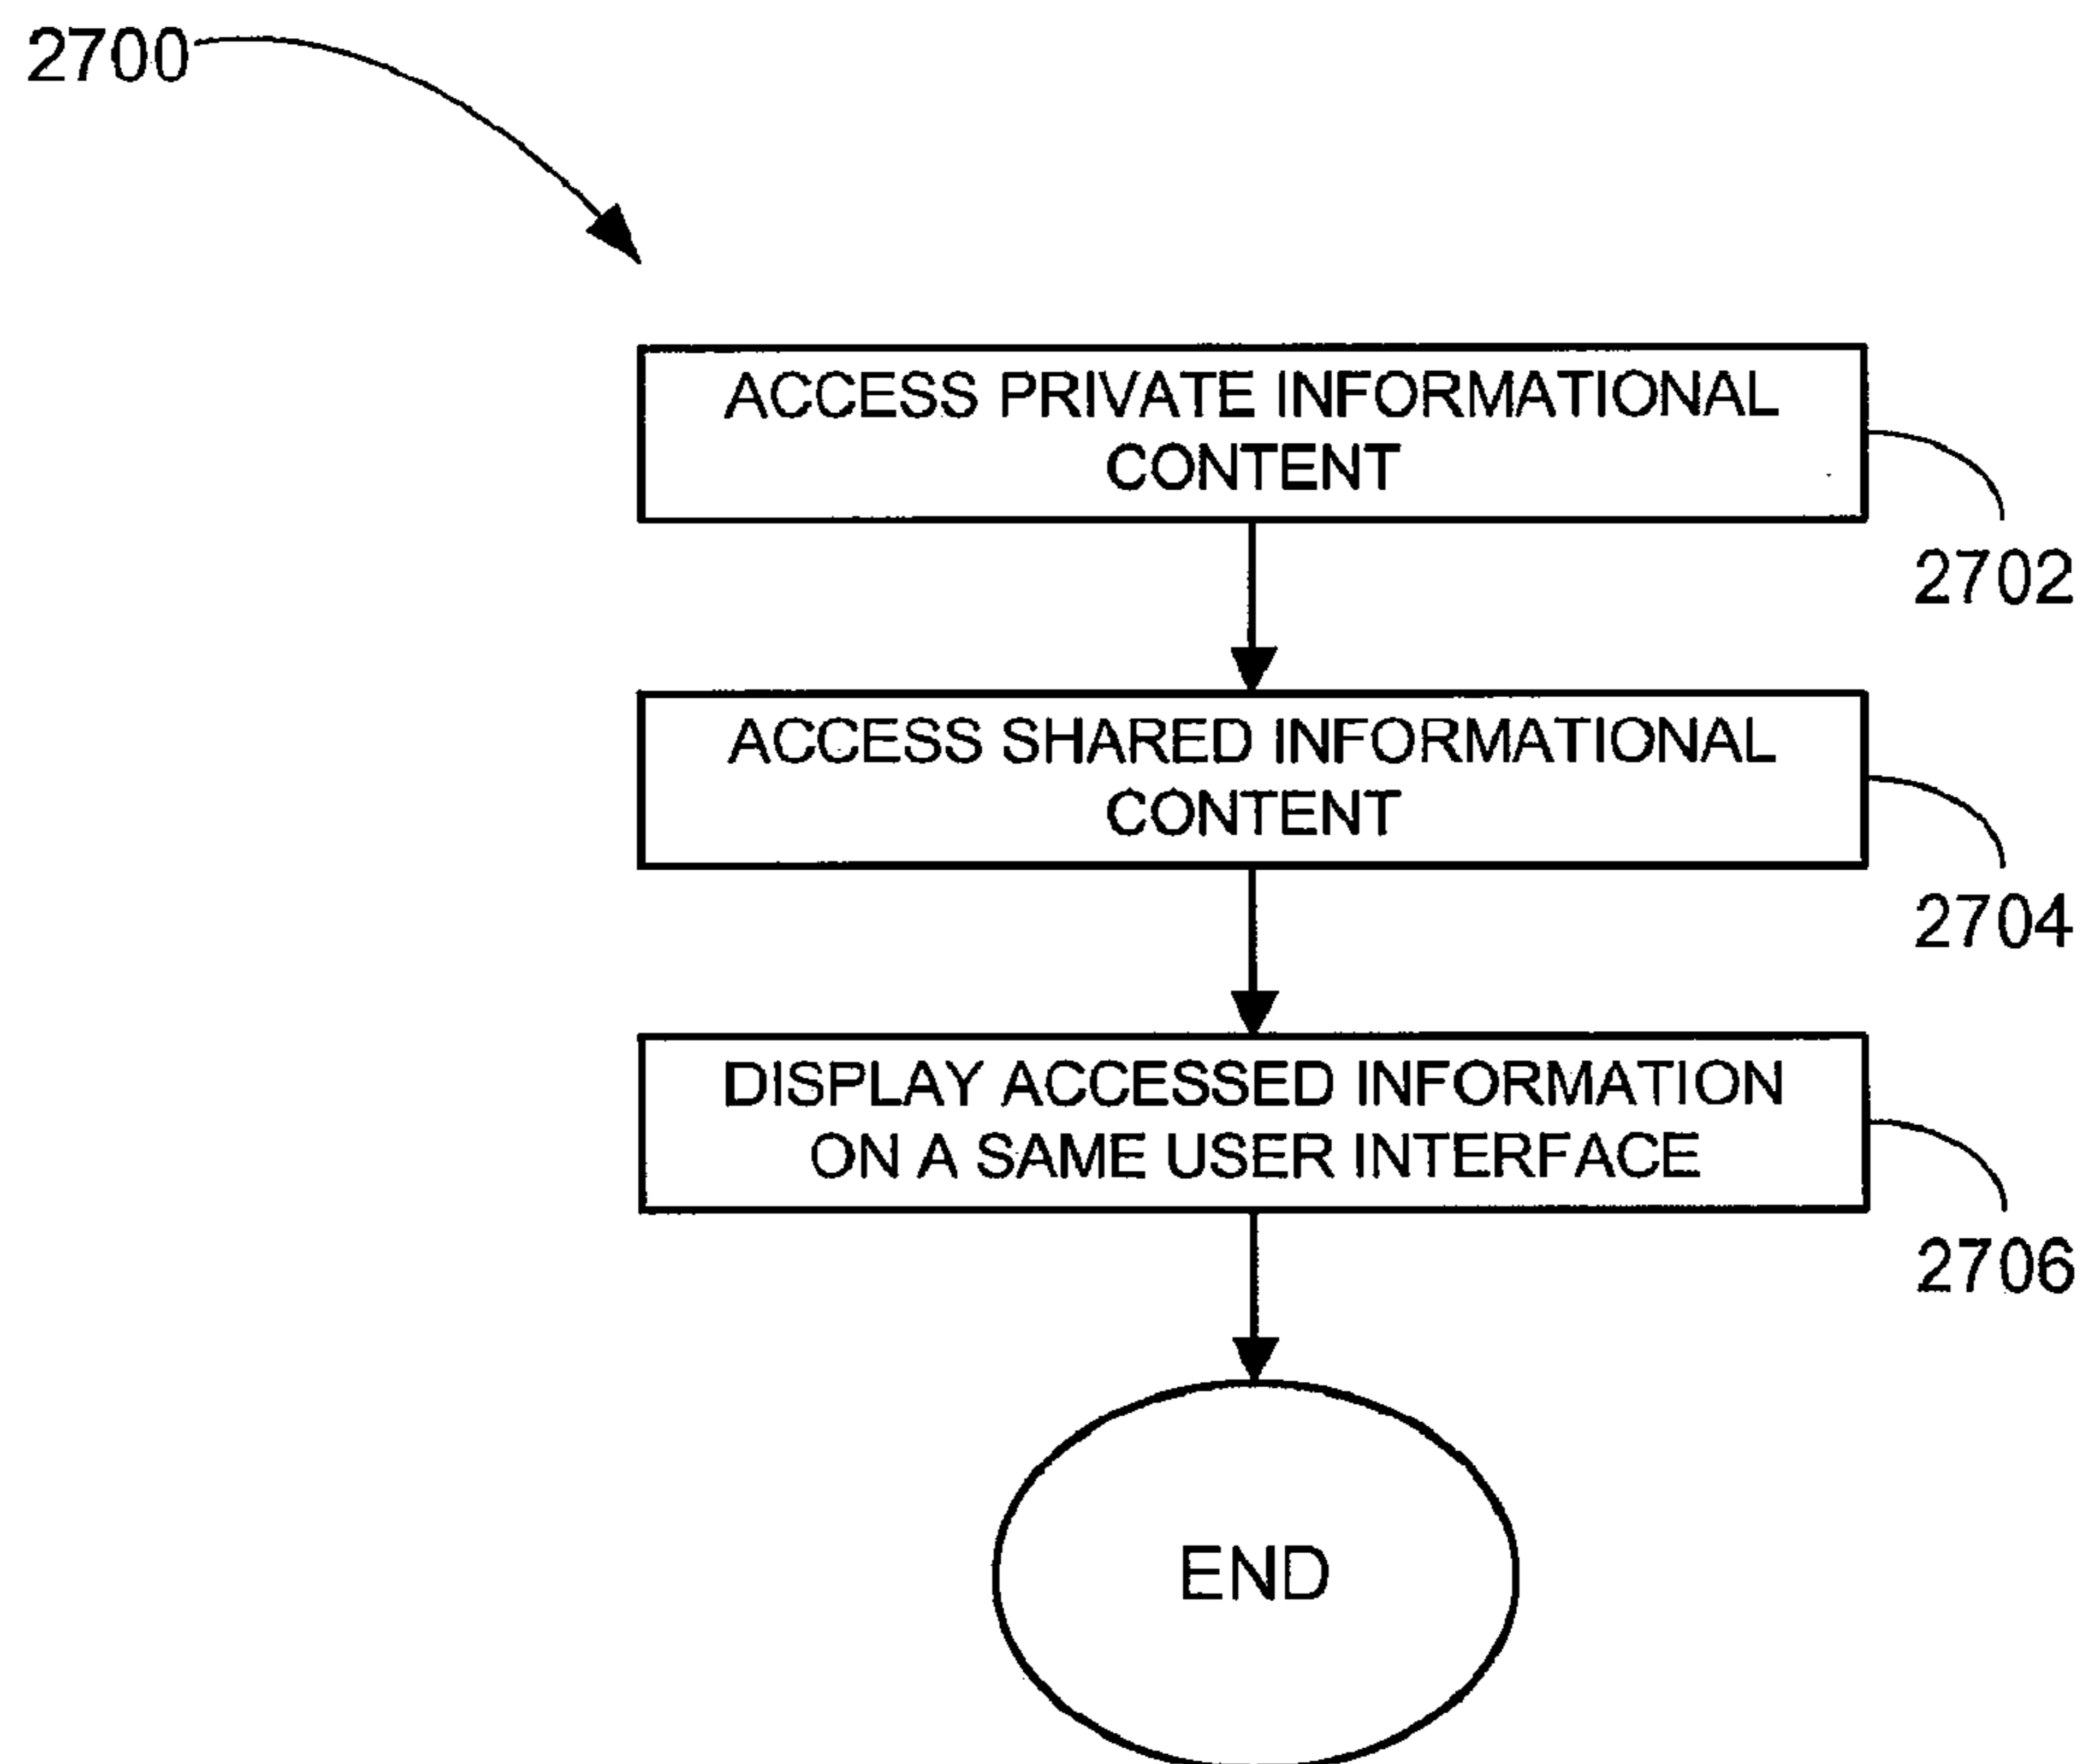 2700
ACCESS PRIVATE INFORMATIONAL
CONTENT
2702
ACCESS SHARED INFORMATIONAL
CONTENT
2704
DISPLAY ACCESSED INFORMATION
ON A SAME USER INTERFACE
2706
END